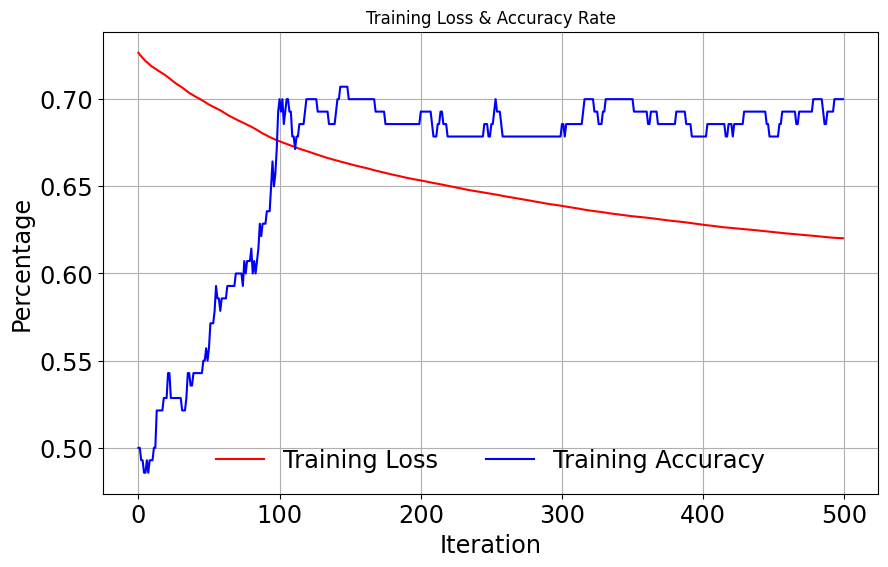 Training Loss & Accuracy Rate
Percentage
0.70
0.65
0.60
0.55
0.50
Training Loss
Training Accuracy
0 100 200 300 400 500
Iteration